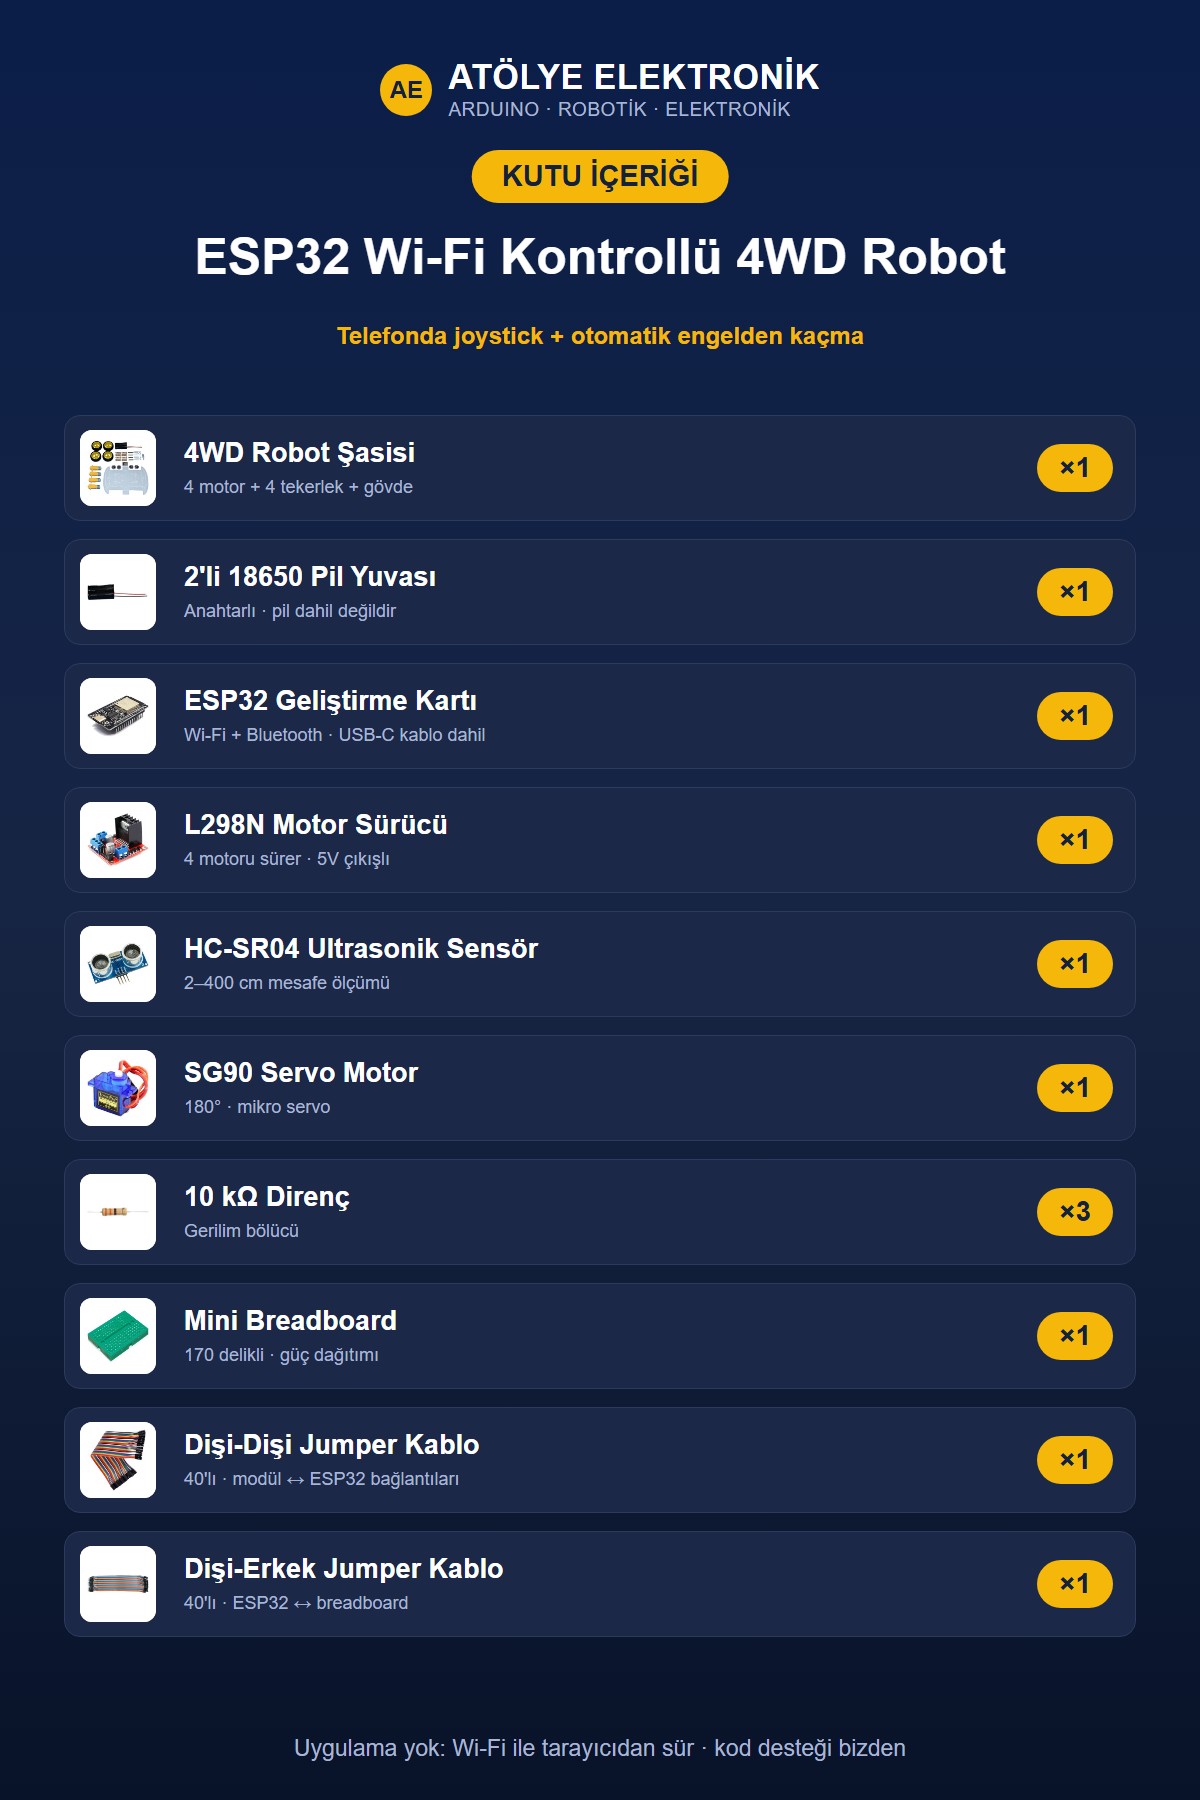 AE
ATÖLYE ELEKTRONİK
ARDUINO · ROBOTİK · ELEKTRONİK
KUTU İÇERİĞİ
ESP32 Wi-Fi Kontrollü 4WD Robot
Telefonda joystick + otomatik engelden kaçma
4WD Robot Şasisi
4 motor + 4 tekerlek + gövde
×1
2'li 18650 Pil Yuvası
Anahtarlı · pil dahil değildir
×1
ESP32 Geliştirme Kartı
Wi-Fi + Bluetooth · USB-C kablo dahil
×1
L298N Motor Sürücü
4 motoru sürer · 5V çıkışlı
×1
HC-SR04 Ultrasonik Sensör
2–400 cm mesafe ölçümü
×1
SG90 Servo Motor
180° · mikro servo
×1
10 kΩ Direnç
Gerilim bölücü
×3
Mini Breadboard
170 delikli · güç dağıtımı
×1
Dişi-Dişi Jumper Kablo
40'lı · modül ↔ ESP32 bağlantıları
×1
Dişi-Erkek Jumper Kablo
40'lı · ESP32 ↔ breadboard
×1
Uygulama yok: Wi-Fi ile tarayıcıdan sür · kod desteği bizden